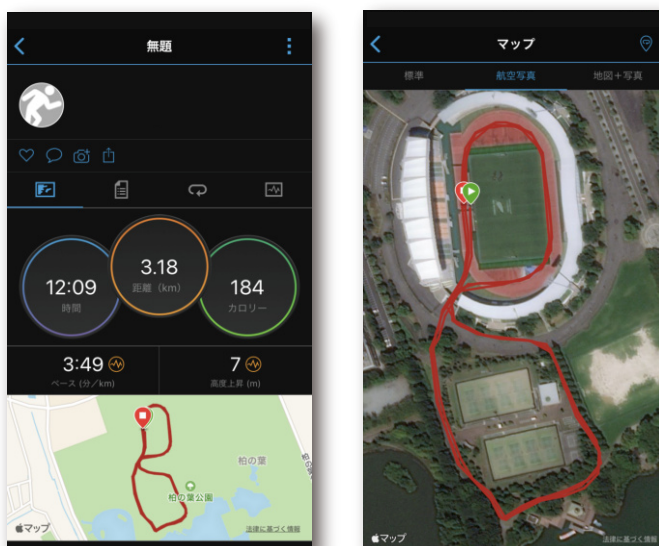 無題
12:09
時間
3.18
距離 (km)
184
カロリー
3:49
ペース (分/km)
7
高度上昇 (m)
柏の葉
柏の葉公園
マップ
法律に基づく情報
マップ
標準
航空写真
地図+写真
マップ
法律に基づく情報